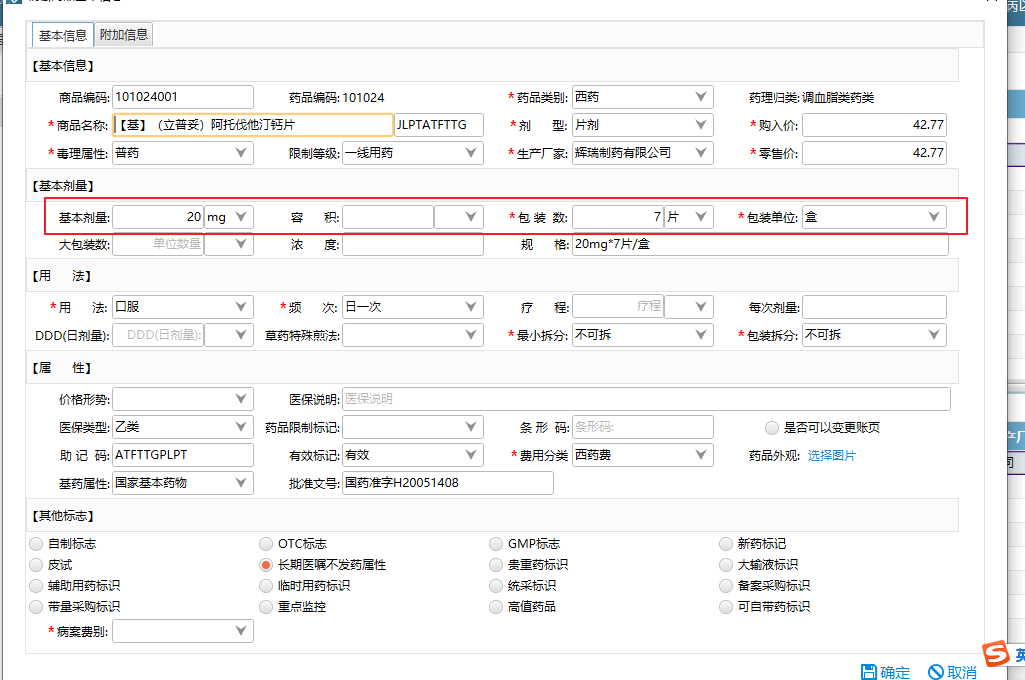 基本信息 附加信息
【基本信息】
商品编码: 101024001 药品编码: 101024 *药品类别: 西药 药理归类: 调血脂类药类
*商品名称: 【基】（立普妥）阿托伐他汀钙片 JLPTATFTTG *剂 型: 片剂 *购入价: 42.77
*毒理属性: 普药 限制等级: 一线用药 *生产厂家: 辉瑞制药有限公司 *零售价: 42.77
【基本剂量】
基本剂量: 20 mg 容 积: *包 装 数: 7 片 *包装单位: 盒
大包装数: 单位数量 浓 度: 规 格: 20mg*7片/盒
【用 法】
*用 法: 口服 *频 次: 日一次 疗 程: 疗程 每次剂量:
DDD(日剂量): DDD(日剂量): 草药特殊煎法: *最小拆分: 不可拆 *包装拆分: 不可拆
【属 性】
价格形势: 医保说明: 医保说明
医保类型: 乙类 药品限制标记: 条 形 码: 条形码: 是否可以变更账页
助 记 码: ATFTTGPLPT 有效标记: 有效 *费用分类 西药费 药品外观: 选择图片
基药属性: 国家基本药物 批准文号: 国药准字H20051408
【其他标志】
自制标志 OTC标志 GMP标志 新药标记
皮试 长期医嘱不发药属性 贵重药标识 大输液标识
辅助用药标识 临时用药标识 统采标识 备案采购标识
带量采购标识 重点监控 高值药品 可自带药标识
*病案费别:
确定 取消
英